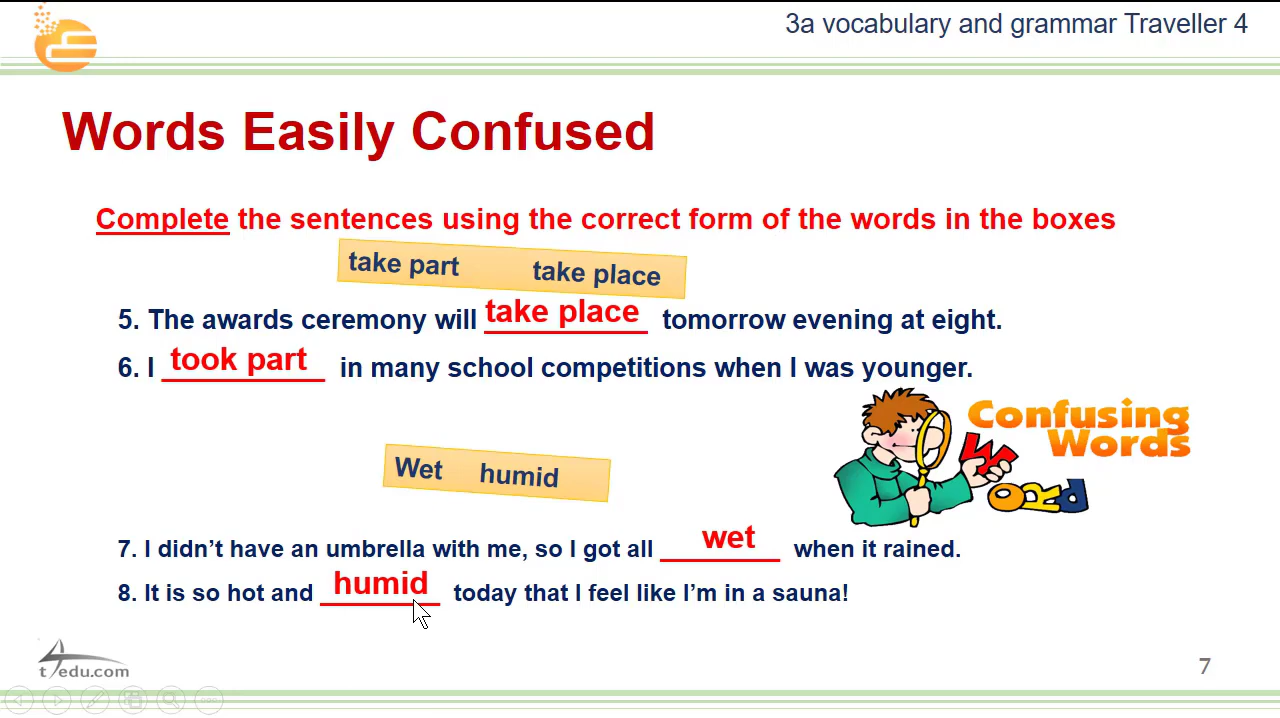 3a vocabulary and grammar Traveller 4
Words Easily Confused
Complete the sentences using the correct form of the words in the boxes
take part take place
5. The awards ceremony will take place tomorrow evening at eight.
6. I took part in many school competitions when I was younger.
Confusing
Words
WORd
Wet humid
7. I didn’t have an umbrella with me, so I got all wet when it rained.
8. It is so hot and humid today that I feel like I’m in a sauna!
t4edu.com
7